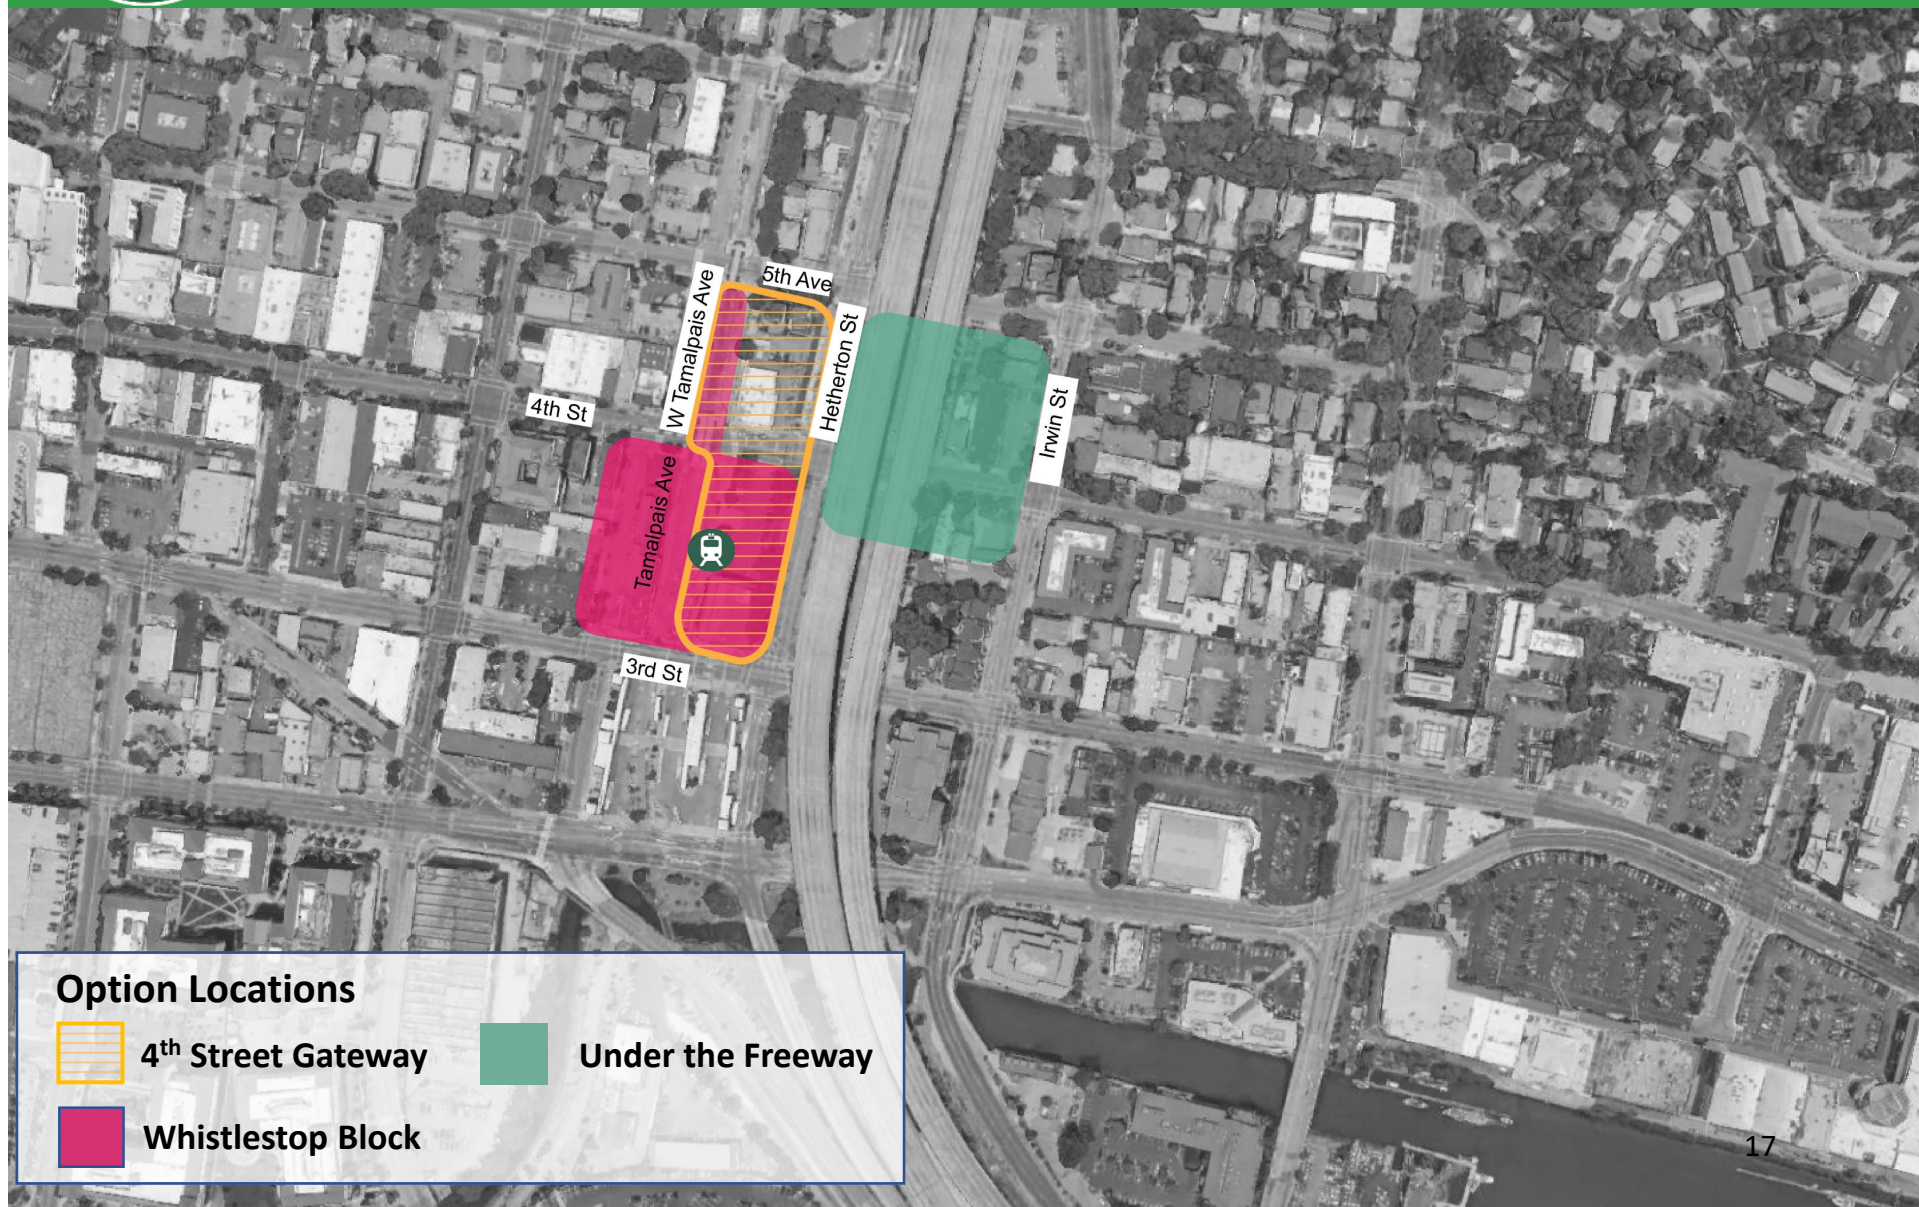 5th Ave
W Tamalpais Ave
Hetherton St
4th St
Irwin St
Tamalpais Ave
3rd St
Option Locations
4th Street Gateway
Under the Freeway
Whistlestop Block
17